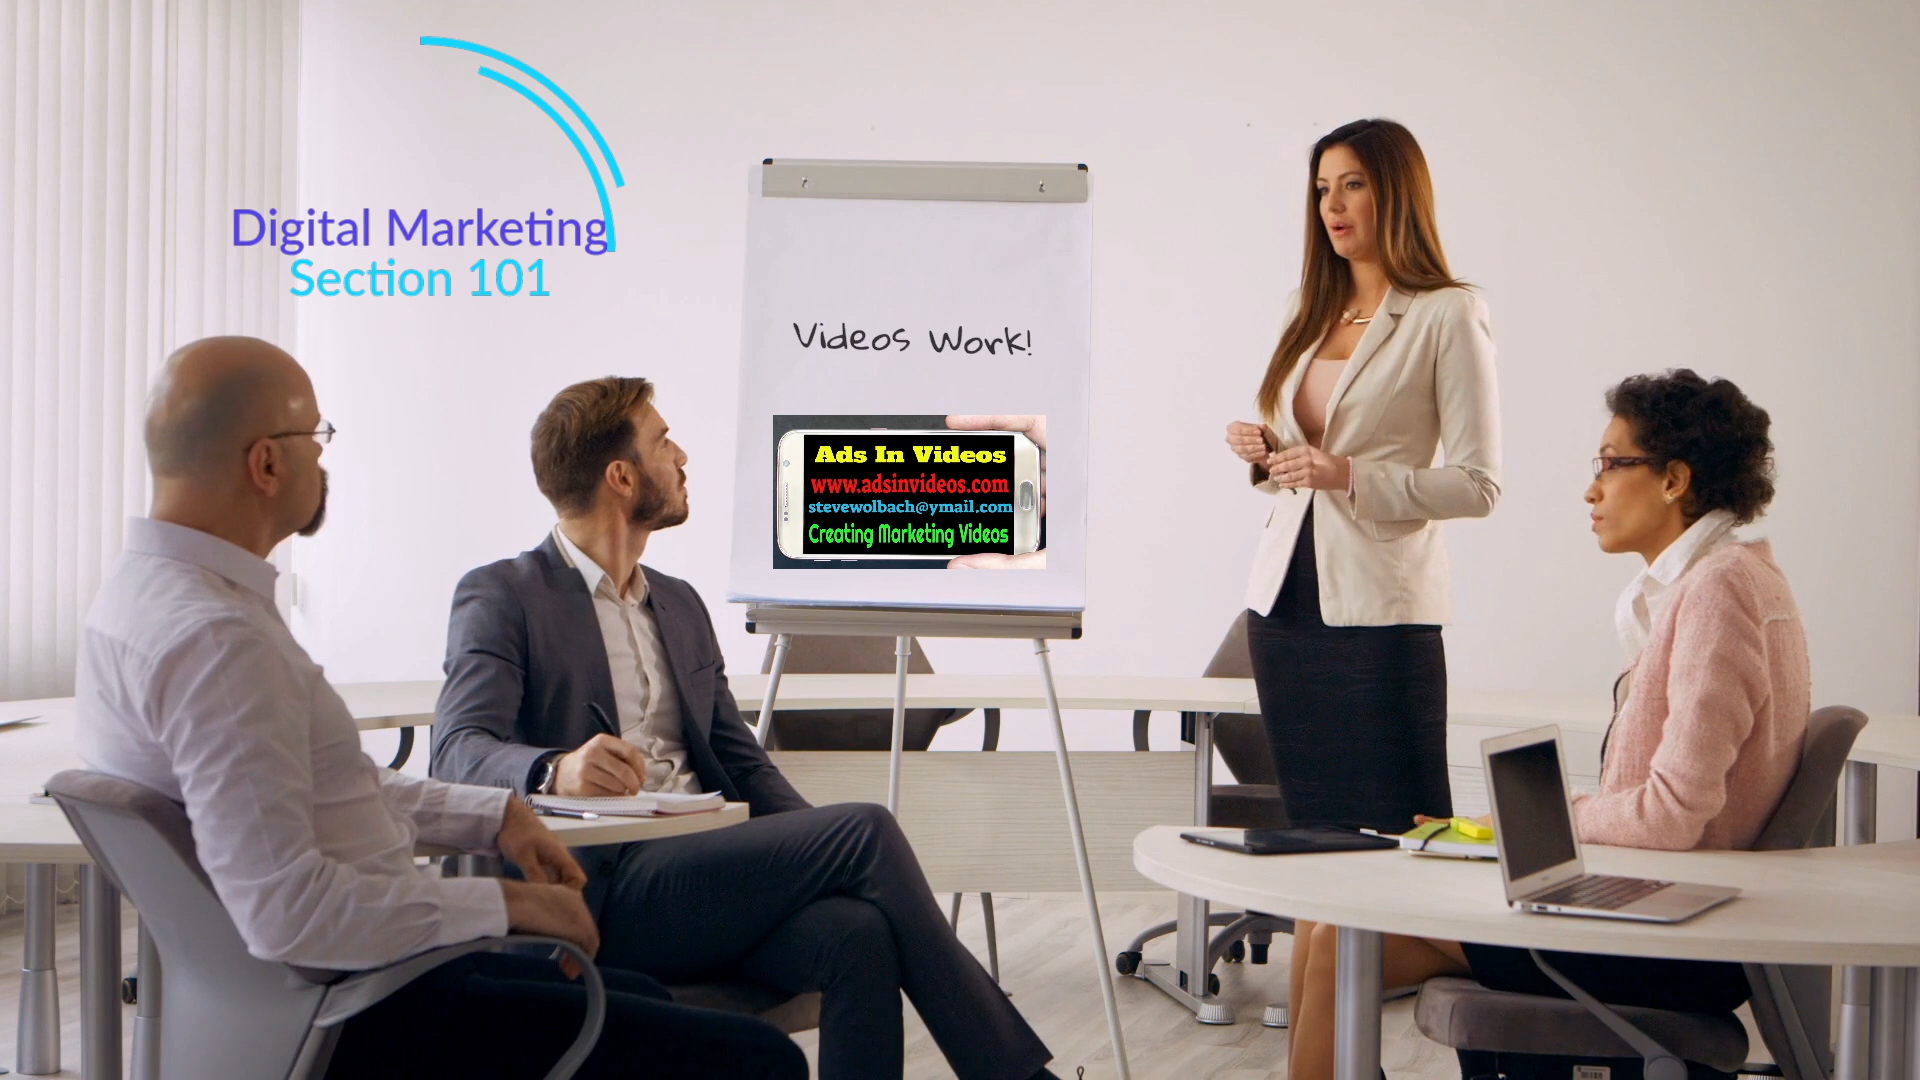 Digital Marketing
Section 101
Videos Work!
Ads In Videos
www.adsinvideos.com
stevewolbach@ymail.com
Creating Marketing Videos